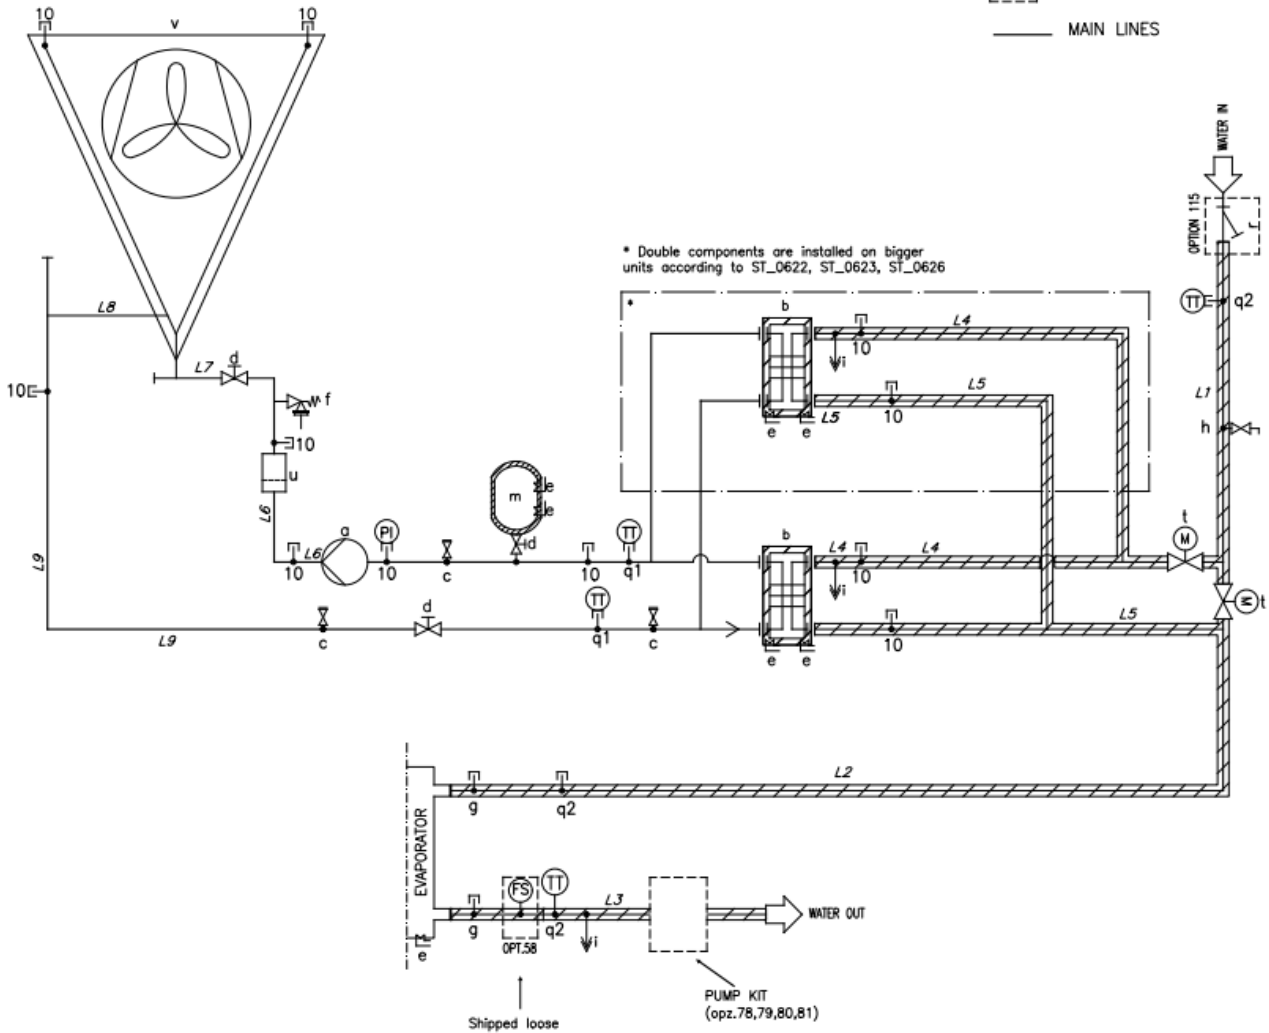 MAIN LINES
10
v
10
WATER IN
OPTION 115
r
TT
q2
* Double components are installed on bigger
units according to ST_0622, ST_0623, ST_0626
*
b
L8
L4
10
i
L7
d
10
f
L5
L5
10
e
e
L1
h
10
u
m
e
e
L6
a
PI
TT
b
t
M
10
L6
10
c
d
10
q1
L4
L4
10
i
L9
TT
d
M
t
L9
c
q1
c
L5
10
e
e
L2
g
q2
EVAPORATOR
FS
TT
L3
g
q2
i
WATER OUT
e
OPT.58
PUMP KIT
(opz.78,79,80,81)
Shipped loose